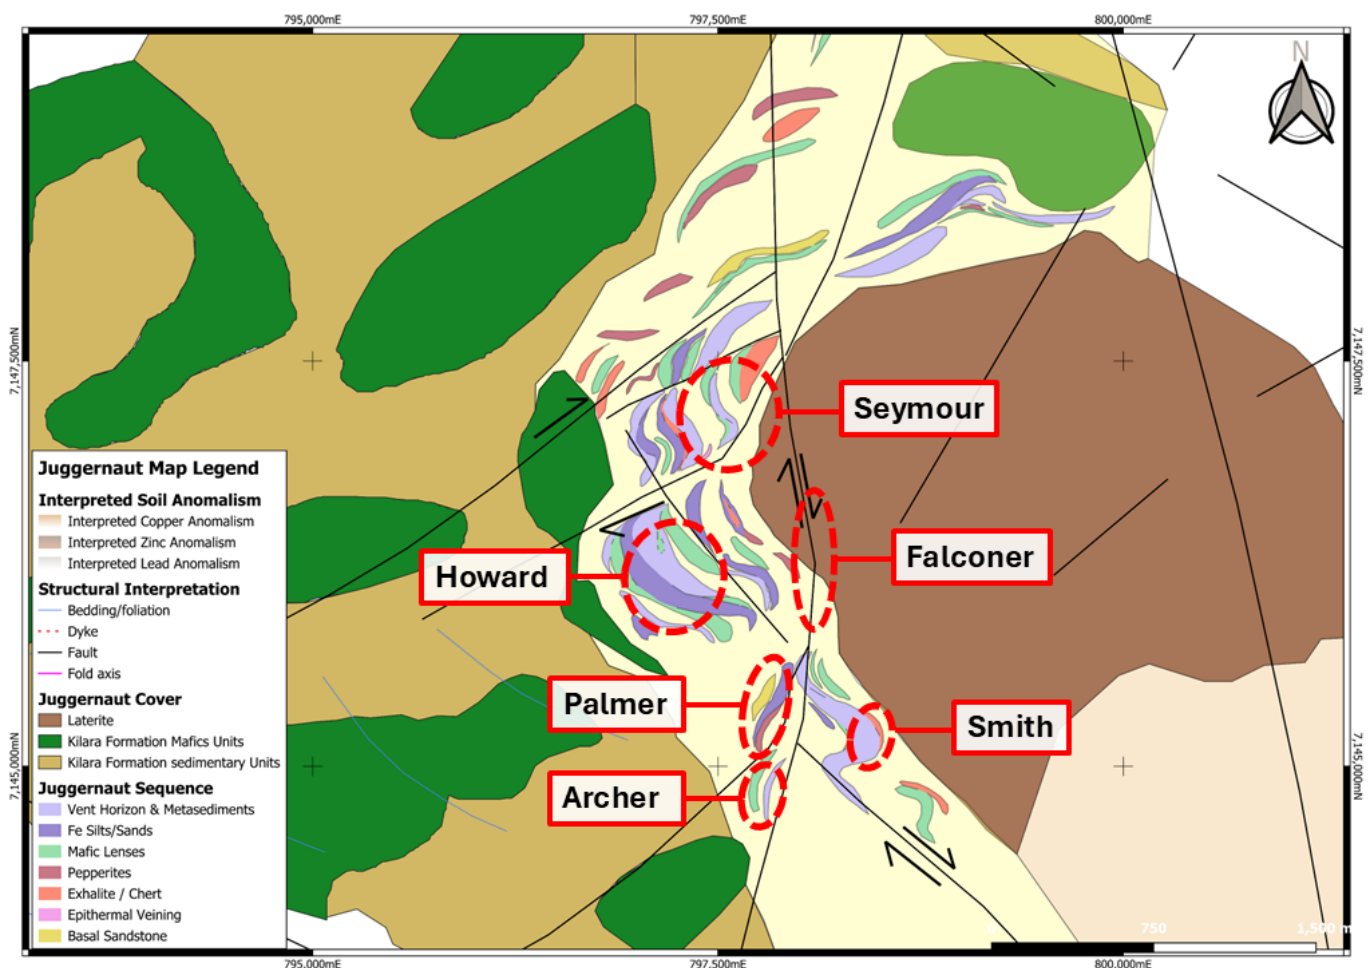 795,000mE
797,500mE
800,000mE
N
7,147,500mN
7,147,500mN
Seymour
Juggernaut Map Legend
Interpreted Soil Anomalism
Interpreted Copper Anomalism
Interpreted Zinc Anomalism
Interpreted Lead Anomalism
Structural Interpretation
Bedding/foliation
Dyke
Fault
Fold axis
Juggernaut Cover
Laterite
Kilara Formation Mafics Units
Kilara Formation sedimentary Units
Juggernaut Sequence
Vent Horizon & Metasediments
Fe Silts/Sands
Mafic Lenses
Pepperites
Exhalite / Chert
Epithermal Veining
Basal Sandstone
Howard
Falconer
Palmer
Smith
Archer
7,145,000mN
7,145,000mN
0
750
1,500 m
795,000mE
797,500mE
800,000mE